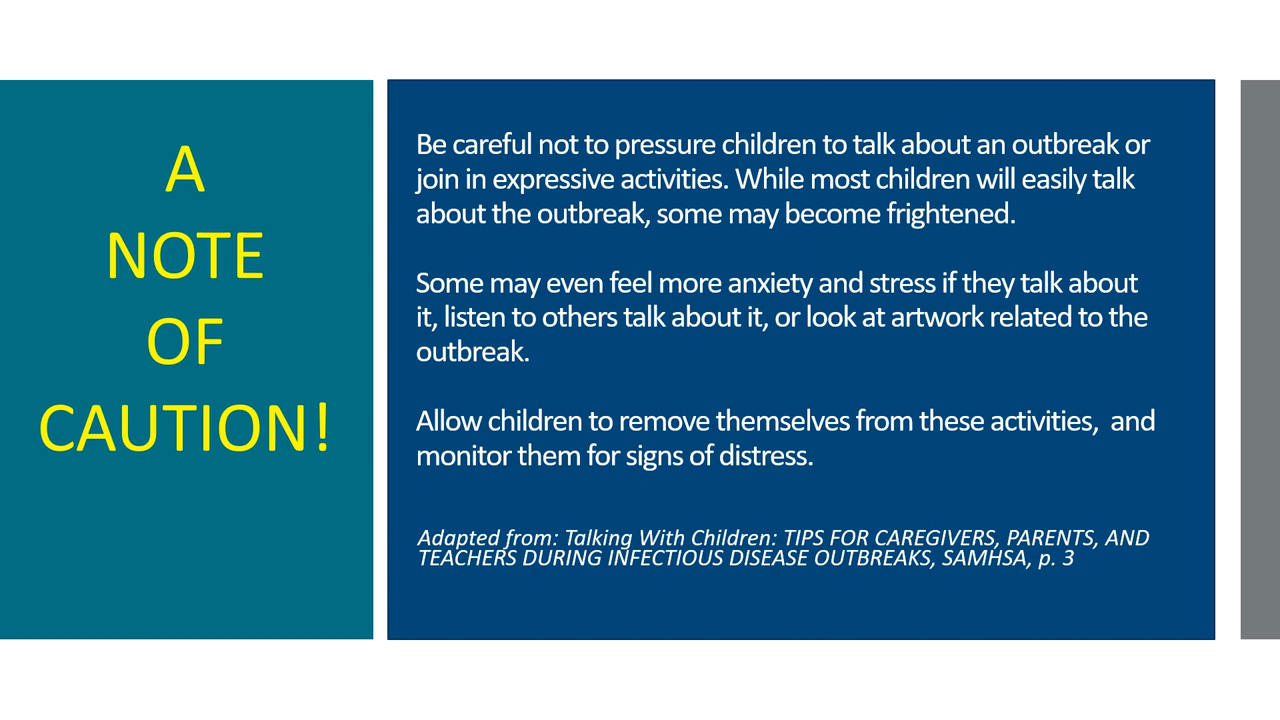 A
NOTE
OF
CAUTION!
Be careful not to pressure children to talk about an outbreak or
join in expressive activities. While most children will easily talk
about the outbreak, some may become frightened.
Some may even feel more anxiety and stress if they talk about
it, listen to others talk about it, or look at artwork related to the
outbreak.
Allow children to remove themselves from these activities,  and
monitor them for signs of distress.
Adapted from: Talking With Children: TIPS FOR CAREGIVERS, PARENTS, AND
TEACHERS DURING INFECTIOUS DISEASE OUTBREAKS, SAMHSA, p. 3